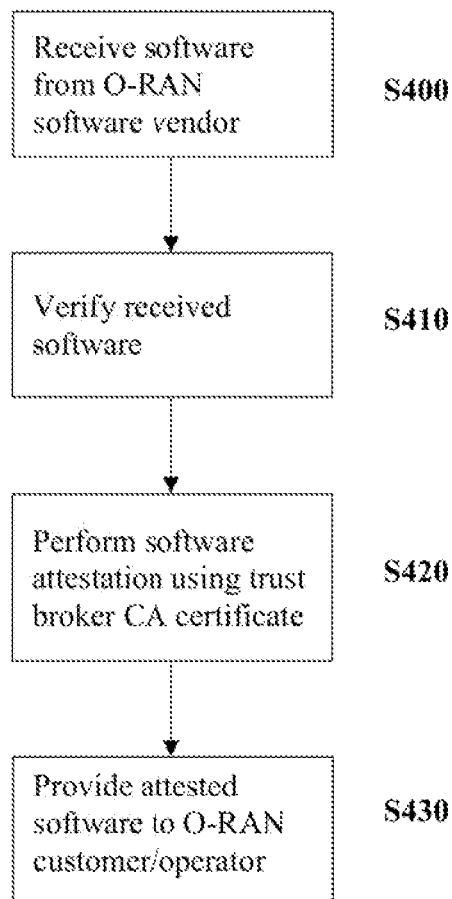 Receive software
from O-RAN
software vendor
S400
Verify received
software
S410
Perform software
attestation using trust
broker CA certificate
S420
Provide attested
software to O-RAN
customer/operator
S430